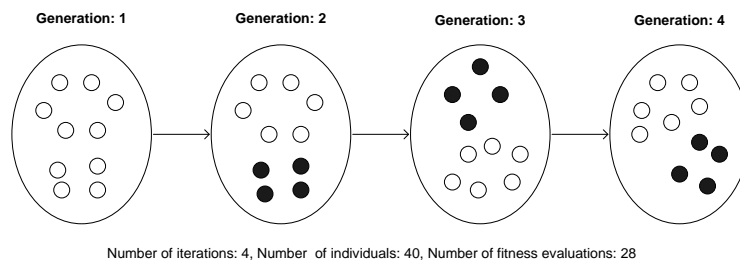 Generation: 1 Generation: 2 Generation: 3 Generation: 4
Number of iterations: 4, Number of individuals: 40, Number of fitness evaluations: 28